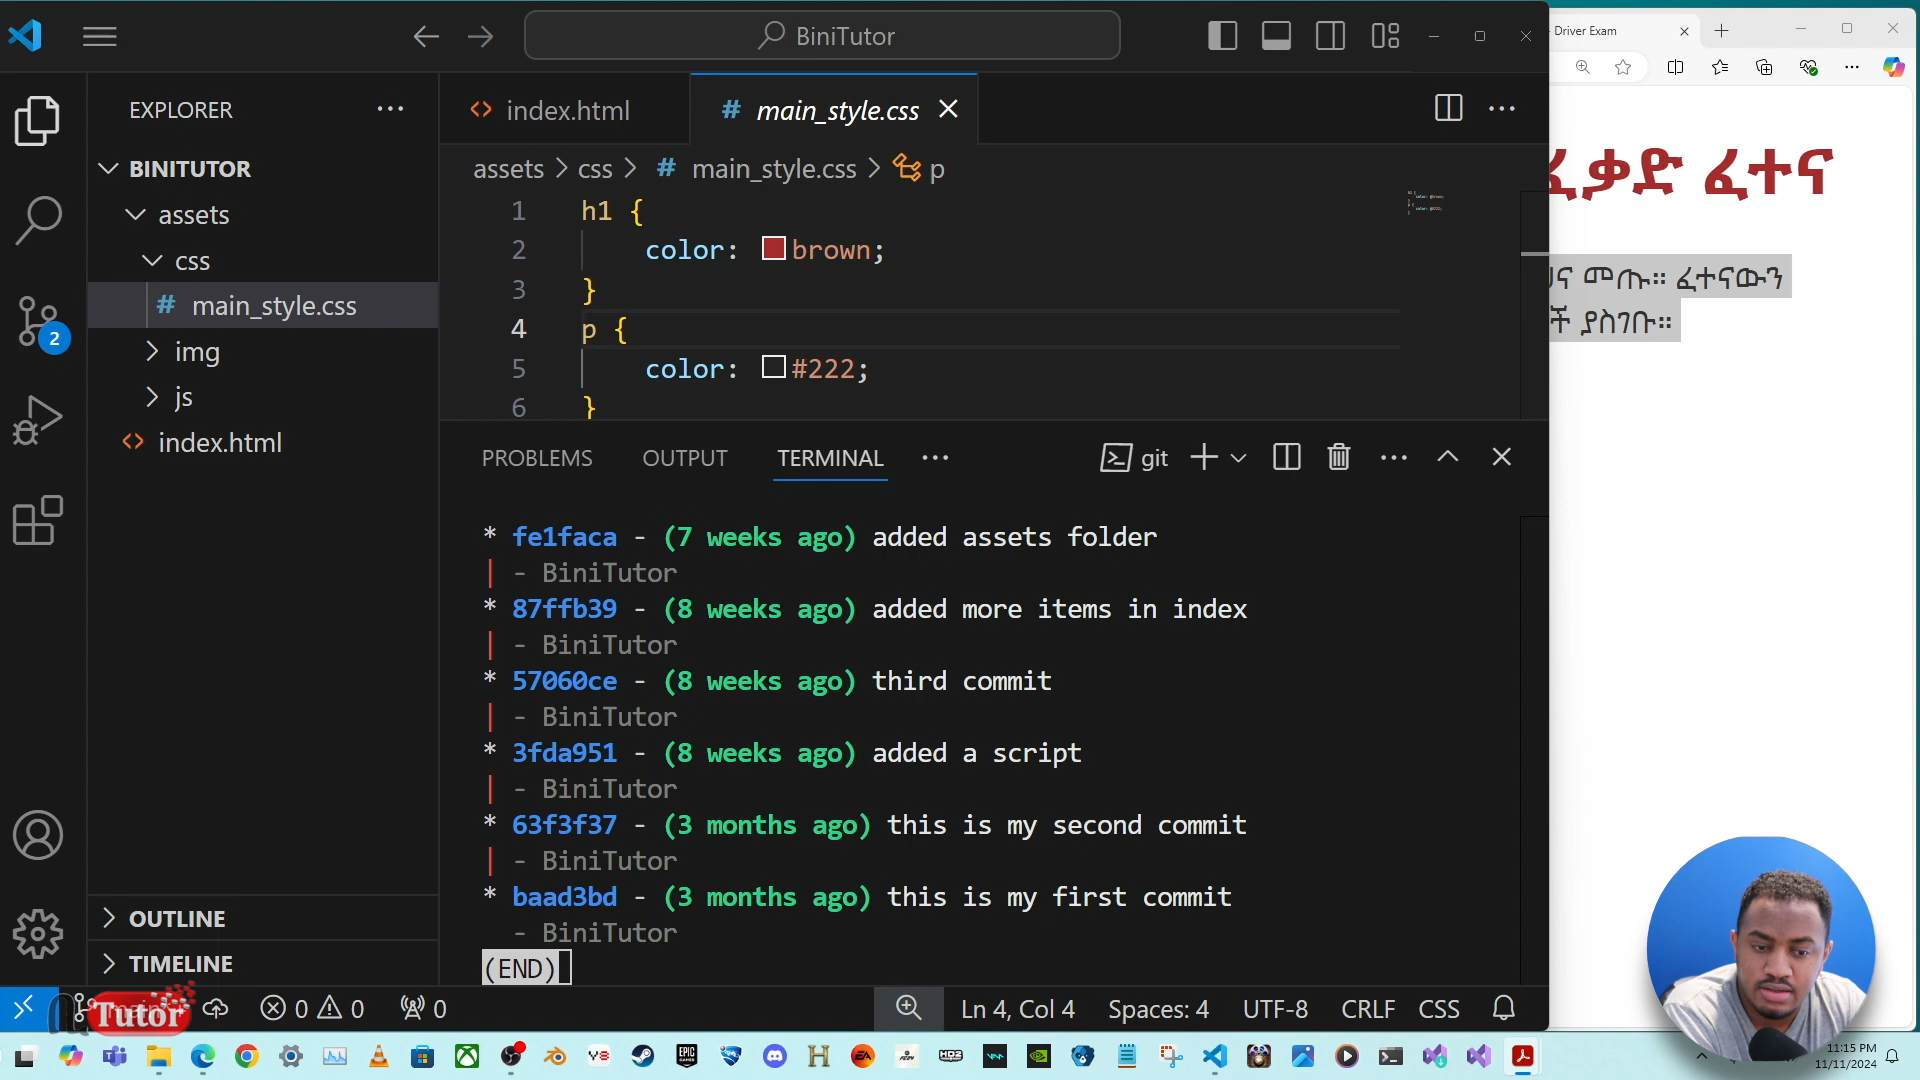 BiniTutor
Driver Exam
EXPLORER
index.html
main_style.css
BINITUTOR
assets > css > # main_style.css > p
ፈቃድ ፈተና
assets
1 h1 {
css
2 color: brown;
main_style.css
3 }
መጡ። ፈተናውን
4 p {
ች ያስገቡ።
img
5 color: #222;
js
6 }
index.html
PROBLEMS OUTPUT TERMINAL ... git
* fe1faca - (7 weeks ago) added assets folder
| - BiniTutor
* 87ffb39 - (8 weeks ago) added more items in index
| - BiniTutor
* 57060ce - (8 weeks ago) third commit
| - BiniTutor
* 3fda951 - (8 weeks ago) added a script
| - BiniTutor
* 63f3f37 - (3 months ago) this is my second commit
| - BiniTutor
* baad3bd - (3 months ago) this is my first commit
- BiniTutor
(END)
OUTLINE
TIMELINE
2
Tutor
0 0 0
Ln 4, Col 4 Spaces: 4 UTF-8 CRLF CSS
11:15 PM
11/11/2024